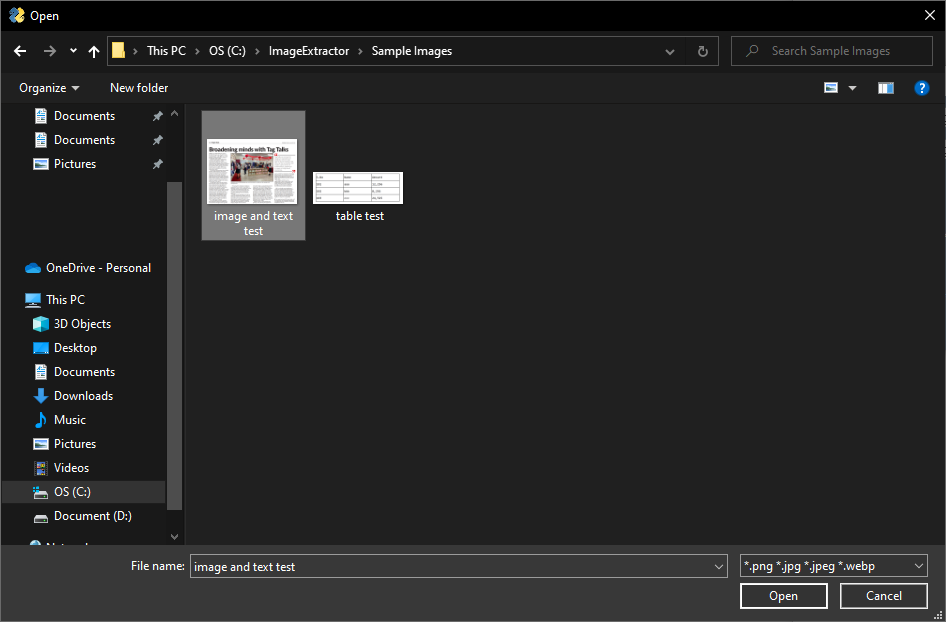 Open
This PC > OS (C:) > ImageExtractor > Sample Images
Search Sample Images
Organize
New folder
?
Documents
Documents
Pictures
OneDrive - Personal
This PC
3D Objects
Desktop
Documents
Downloads
Music
Pictures
Videos
OS (C:)
Document (D:)
Broadening minds with Tag Talks
image and text
test
table test
File name:
image and text test
*.png *.jpg *.jpeg *.webp
Open
Cancel